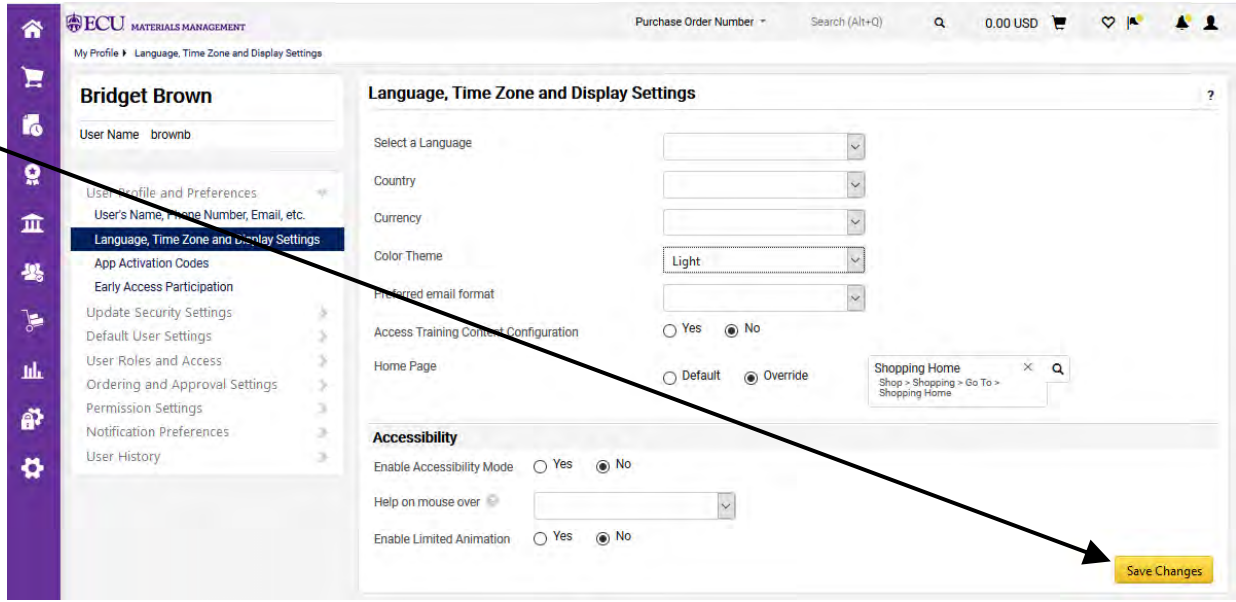 ECU MATERIALS MANAGEMENT
Purchase Order Number
Search (Alt+Q)
0.00 USD
My Profile
Language, Time Zone and Display Settings
Bridget Brown
User Name brownb
User Profile and Preferences
User's Name, Phone Number, Email, etc.
Language, Time Zone and Display Settings
App Activation Codes
Early Access Participation
Update Security Settings
Default User Settings
User Roles and Access
Ordering and Approval Settings
Permission Settings
Notification Preferences
User History
Language, Time Zone and Display Settings
?
Select a Language
Country
Currency
Color Theme Light
Preferred email format
Access Training Content Configuration Yes No
Home Page Default Override
Shopping Home
Shop > Shopping > Go To >
Shopping Home
Accessibility
Enable Accessibility Mode Yes No
Help on mouse over
Enable Limited Animation Yes No
Save Changes